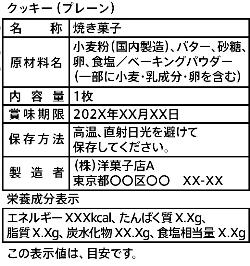 クッキー(プレーン)
名称 焼き菓子
原材料名 小麦粉(国内製造)、バター、砂糖、
卵、食塩／ベーキングパウダー
(一部に小麦・乳成分・卵を含む)
内容量 1枚
賞味期限 202X年XX月XX日
保存方法 高温、直射日光を避けて
保存してください。
製造者 (株)洋菓子店A
東京都〇〇区〇〇 XX-XX
栄養成分表示
エネルギーXXXkcal、たんぱく質X.Xg、
脂質X.Xg、炭水化物XX.Xg、食塩相当量X.Xg
この表示値は、目安です。